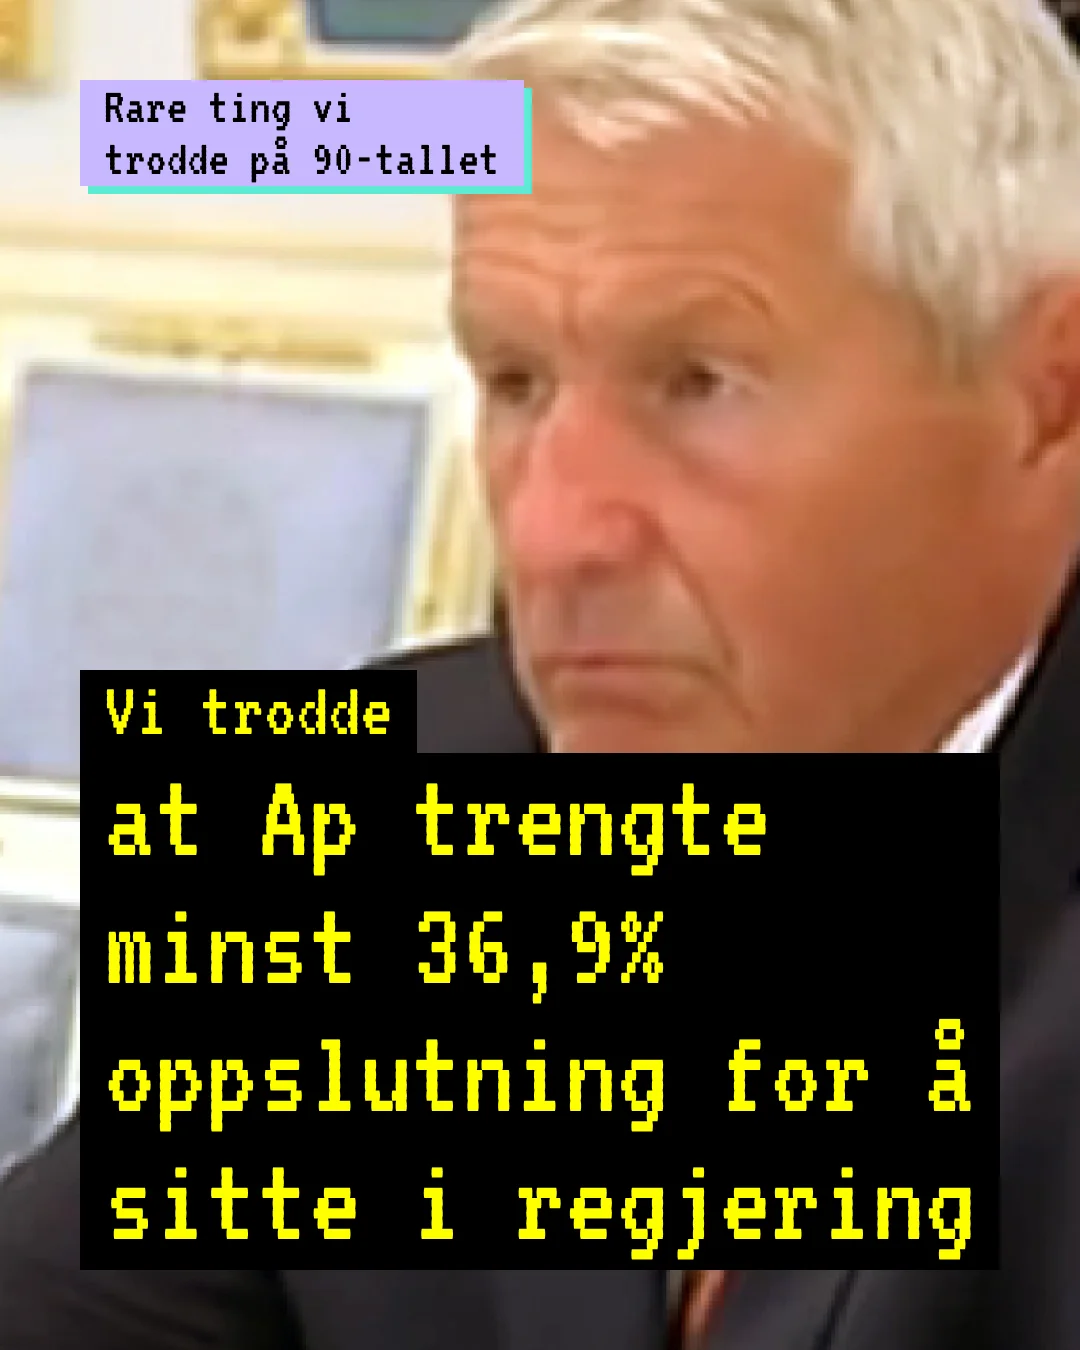 Rare ting vi
trodde på 90-tallet
Vi trodde
at Ap trengte
minst 36,9%
oppslutning for å
sitte i regjering